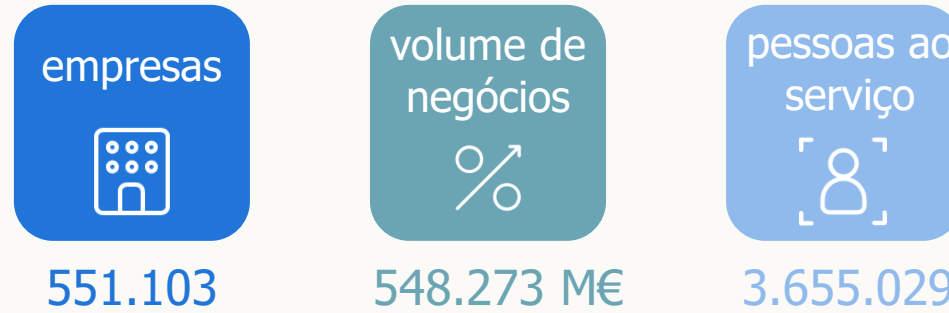 empresas
551.103
volume de
negócios
548.273 M€
pessoas ao
serviço
3.655.029